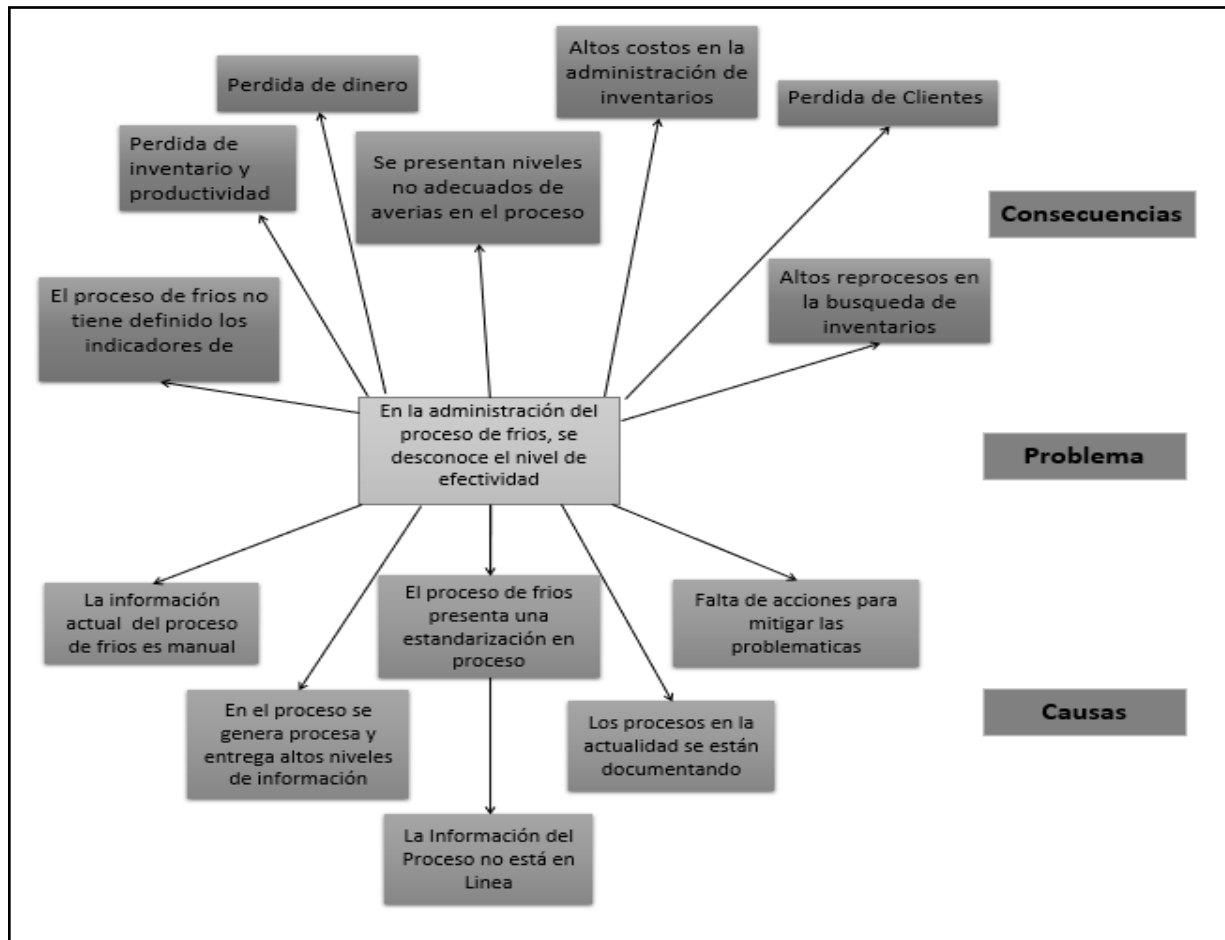 Perdida de dinero
Altos costos en la
administración de
inventarios
Perdida de Clientes
Perdida de
inventario y
productividad
Se presentan niveles
no adecuados de
averias en el proceso
Consecuencias
El proceso de frios no
tiene definido los
indicadores de
Altos reprocesos en
la busqueda de
inventarios
En la administración del
proceso de frios, se
desconoce el nivel de
efectividad
Problema
La información
actual del proceso
de frios es manual
El proceso de frios
presenta una
estandarización en
proceso
Falta de acciones para
mitigar las
problematicas
En el proceso se
genera procesa y
entrega altos niveles
de información
Los procesos en la
actualidad se están
documentando
Causas
La Información del
Proceso no está en
Linea